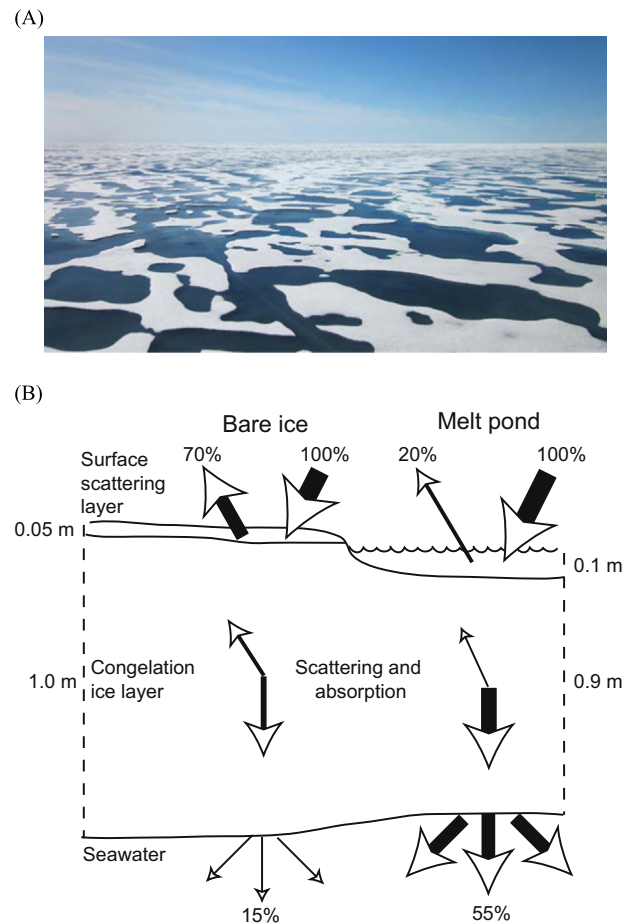 (A)
(B)
Bare ice
Melt pond
70%
100%
20%
100%
Surface
scattering
layer
0.05 m
0.1 m
1.0 m
Congelation
ice layer
Scattering and
absorption
0.9 m
Seawater
15%
55%